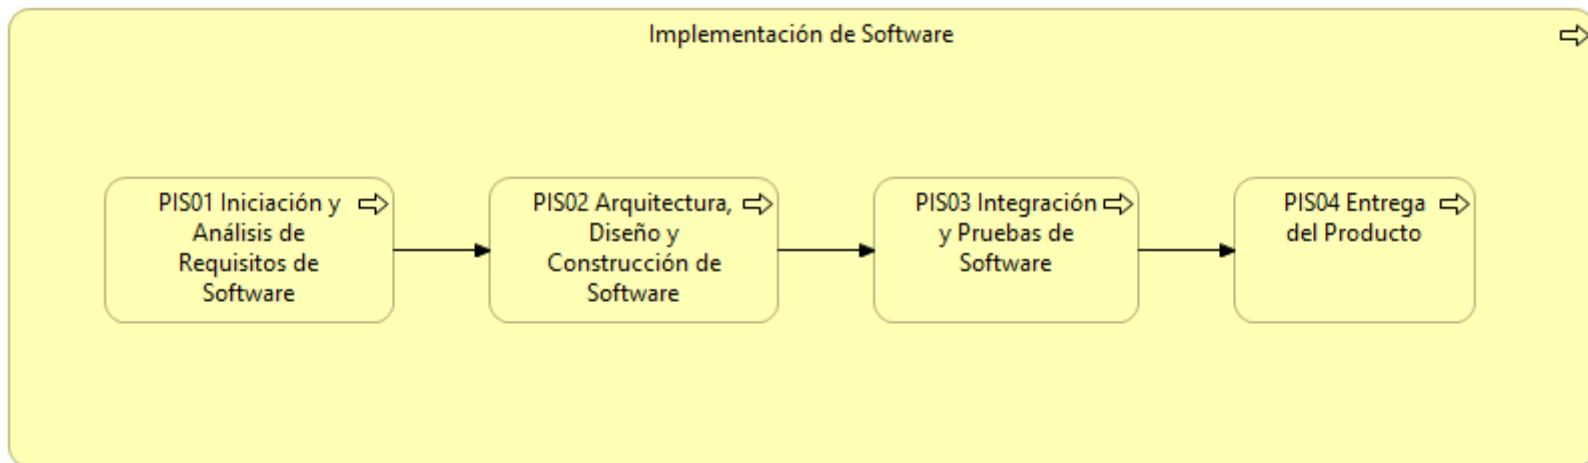 Implementación de Software
PIS01 Iniciación y
Análisis de
Requisitos de
Software
PIS02 Arquitectura,
Diseño y
Construcción de
Software
PIS03 Integración
y Pruebas de
Software
PIS04 Entrega
del Producto